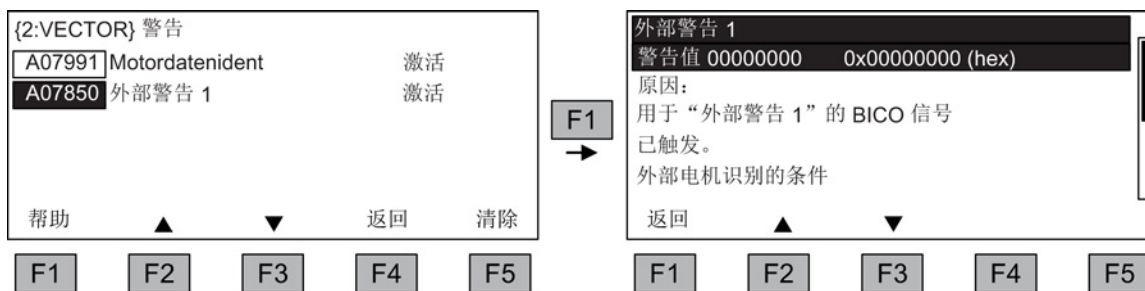 {2:VECTOR} 警告
A07991 Motordatenident 激活
A07850 外部警告 1 激活
帮助 ▲ ▼ 返回 清除
F1 F2 F3 F4 F5
F1
外部警告 1
警告值 00000000 0x00000000 (hex)
原因：
用于“外部警告 1”的 BICO 信号
已触发。
外部电机识别的条件
返回 ▲ ▼
F1 F2 F3 F4 F5